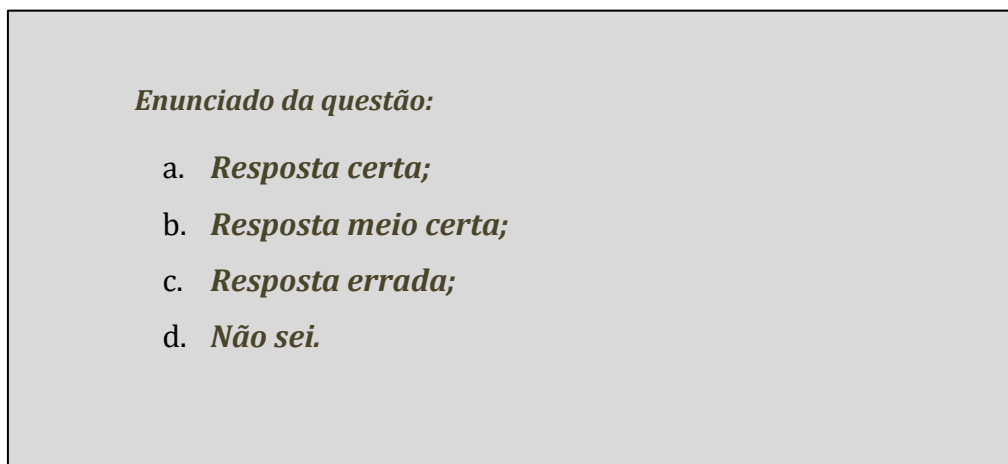 Enunciado da questão:
a. Resposta certa;
b. Resposta meio certa;
c. Resposta errada;
d. Não sei.